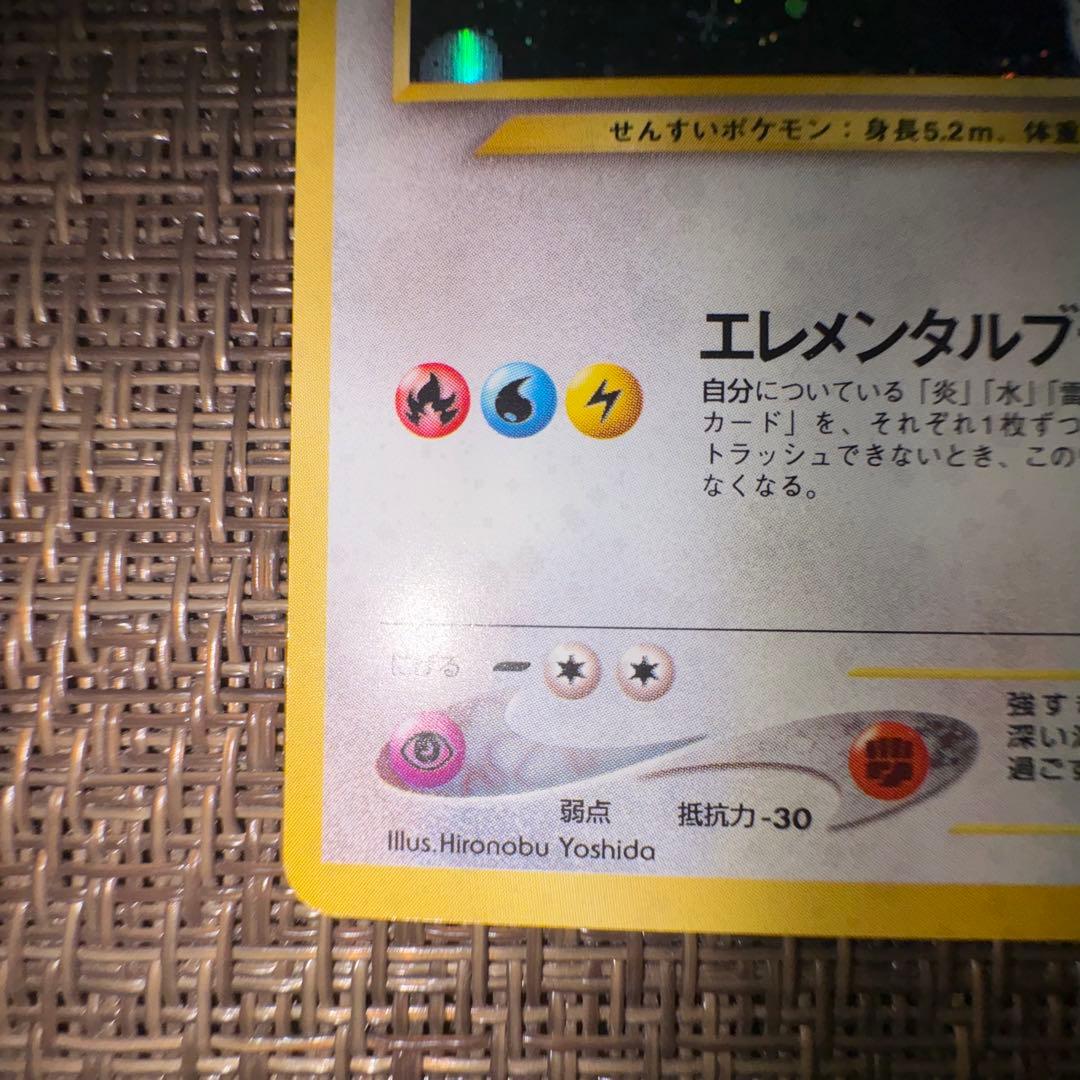 せんすいポケモン：身長5.2m、体重
エレメンタルブ
自分についている「炎」「水」「雷
カード」を、それぞれ1枚ずつ
トラッシュできないとき、この
なくなる。
にげる
強す
深い
過ごす
弱点 抵抗力-30
Illus.Hironobu Yoshida